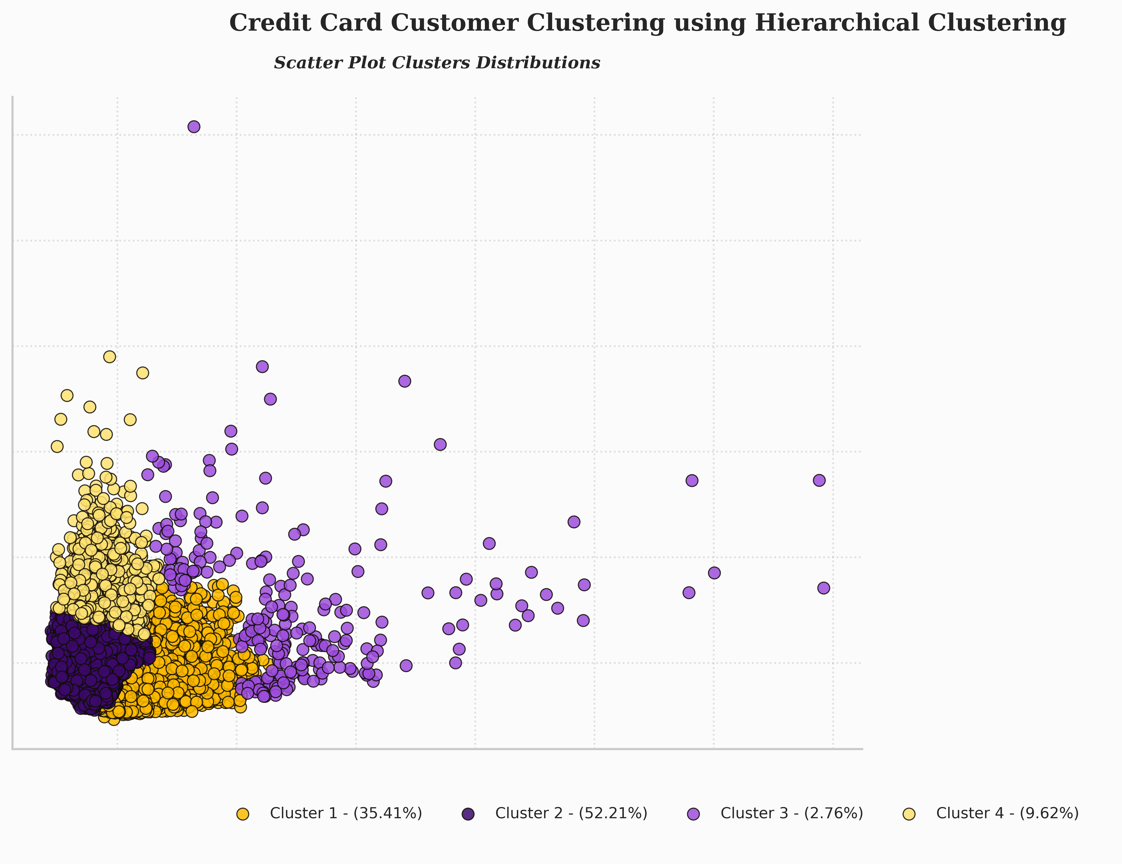 Credit Card Customer Clustering using Hierarchical Clustering
Scatter Plot Clusters Distributions
Cluster 1 - (35.41%) Cluster 2 - (52.21%) Cluster 3 - (2.76%) Cluster 4 - (9.62%)